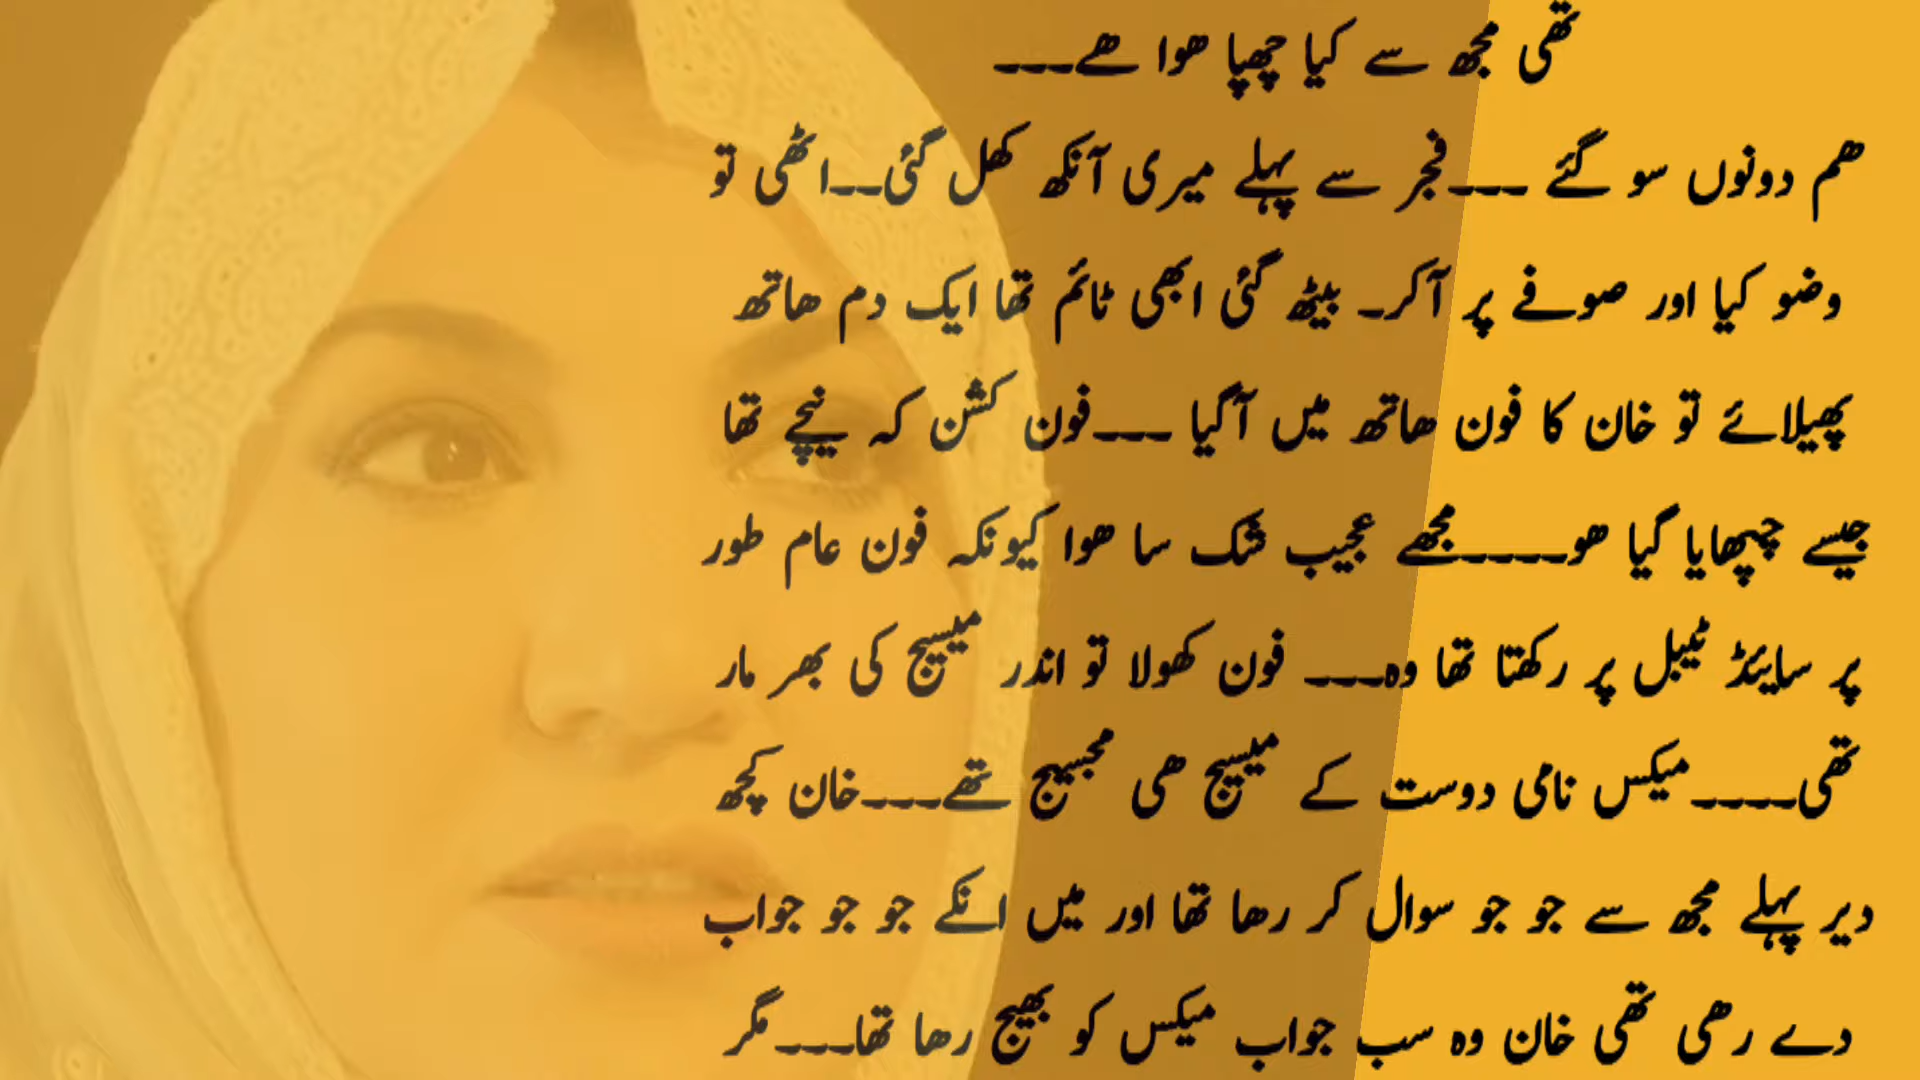 تھی مجھ سے کیا چھپا ھوا ھے۔۔۔
ھم دونوں سو گئے ۔۔۔فجر سے پہلے میری آنکھ کھل گئی۔۔اٹھی تو
وضو کیا اور صوفے پر آکر۔ بیٹھ گئی ابھی ٹائم تھا ایک دم ھاتھ
پھیلائے تو خان کا فون ھاتھ میں آگیا ۔۔۔فون کشن کہ نیچے تھا
جیسے چھپھایا گیا ھو۔۔۔۔مجھے عجیب شک سا ھوا کیونکہ فون عام طور
پر سایئڈ ٹیبل پر رکھتا تھا وہ۔۔۔ فون کھولا تو اندر میسیج کی بھر مار
تھی۔۔۔۔میکس نامی دوست کے میسیج ھی مجسیج تھے۔۔۔خان کچھ
دیر پہلے مجھ سے جو جو سوال کر رھا تھا اور میں انکے جو جو جواب
دے رھی تھی خان وہ سب جواب میکس کو بھیج رھا تھا۔۔۔مگر